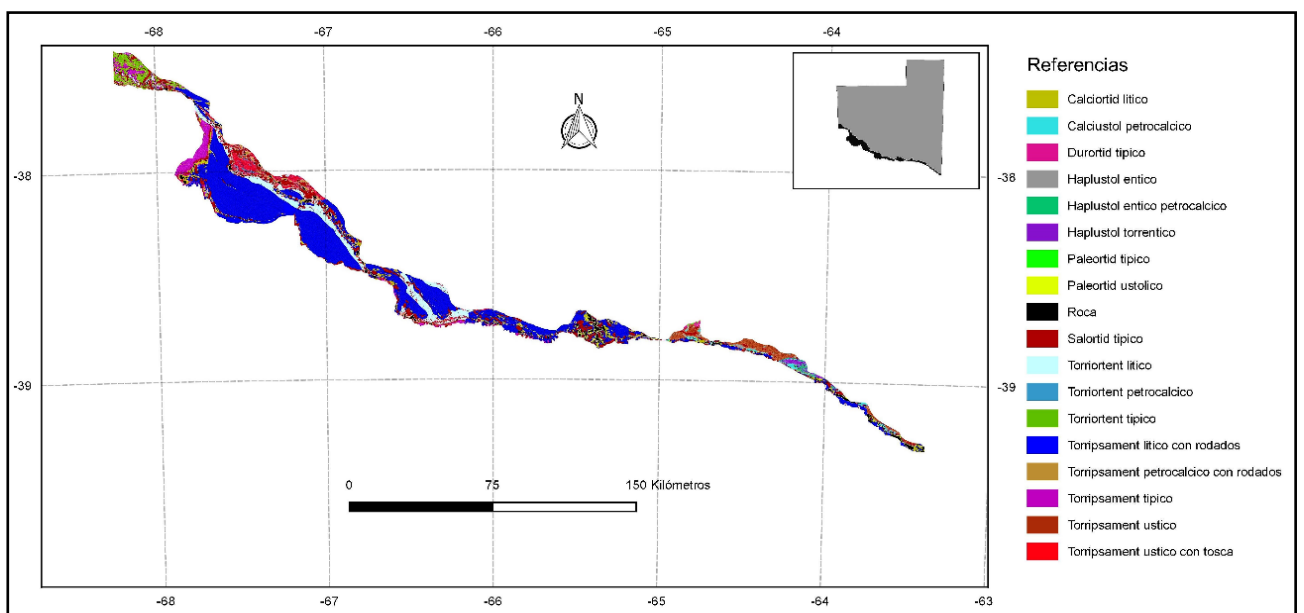 -68 -67 -66 -65 -64
-38 -38
-39 -39
-68 -67 -66 -65 -64 -63
N
0 75 150 Kilómetros
Referencias
Calciortid lítico
Calciustol petrocalcico
Durortid tipico
Haplustol entico
Haplustol entico petrocalcico
Haplustol torrentico
Paleortid tipico
Paleortid ustolico
Roca
Salortid tipico
Torriortent lítico
Torriortent petrocalcico
Torriortent tipico
Torripsament lítico con rodados
Torripsament petrocalcico con rodados
Torripsament tipico
Torripsament ustico
Torripsament ustico con tosca